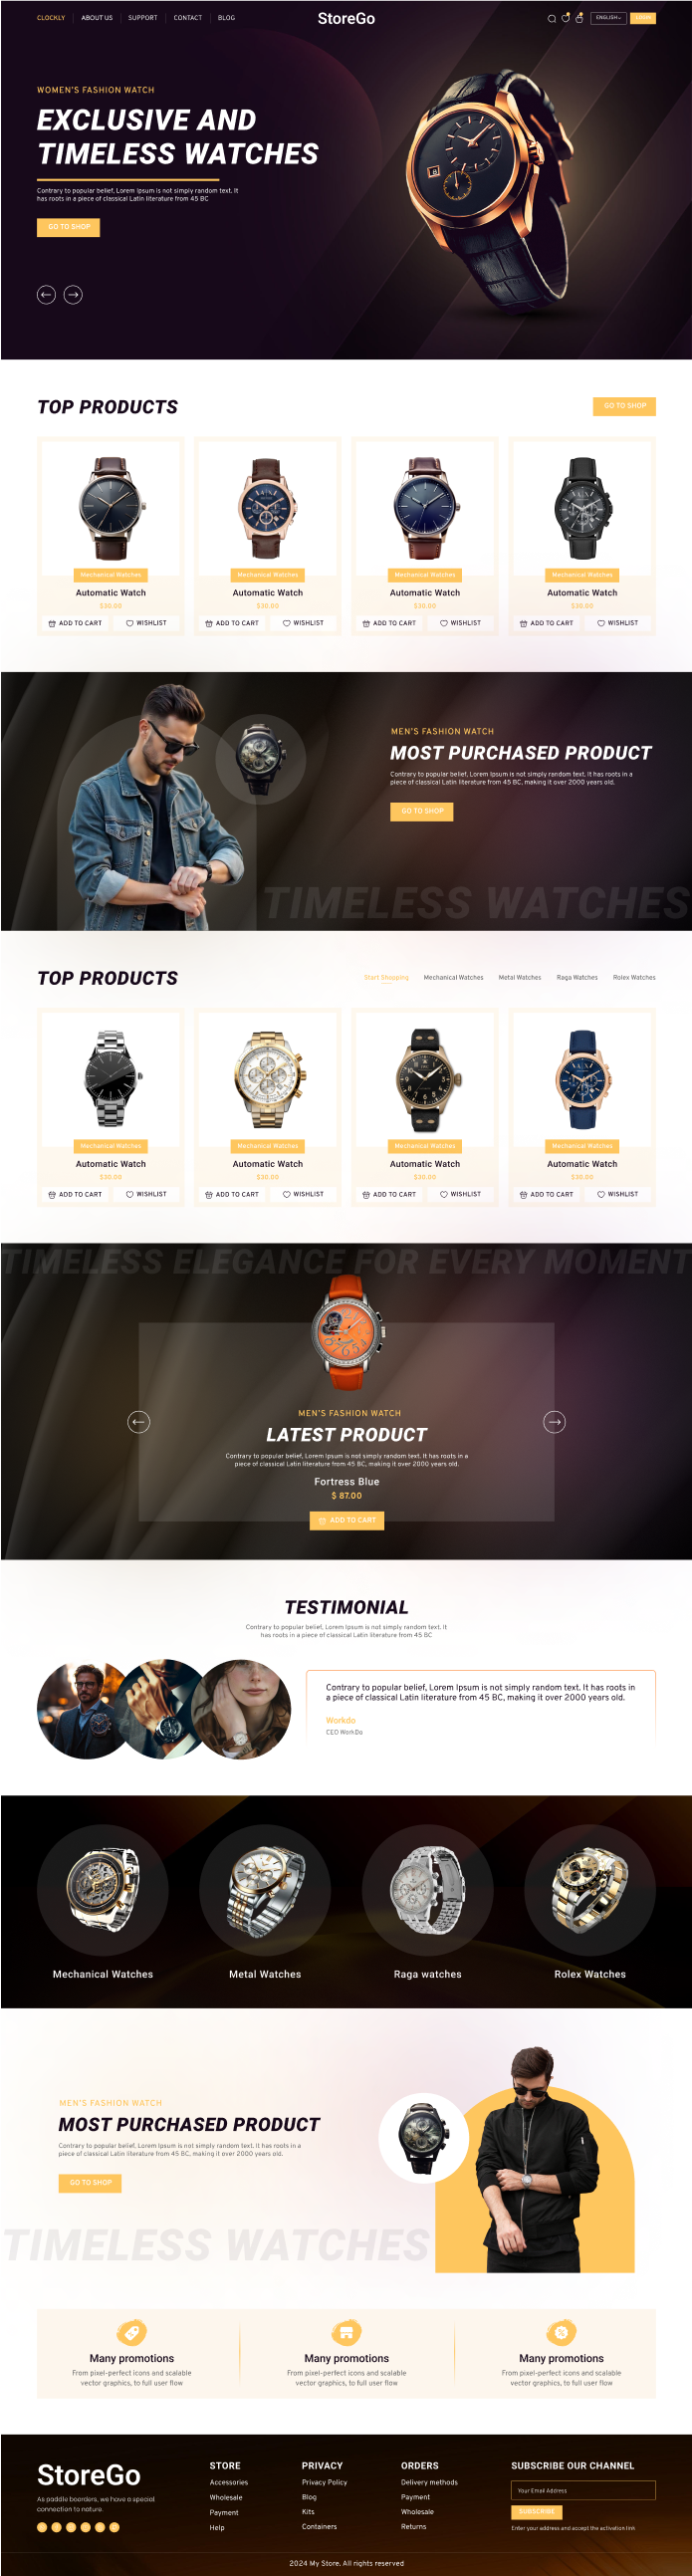 CLOCKLY
ABOUT US
SUPPORT
CONTACT
BLOG
StoreGo
ENGLISH
LOGIN
WOMEN'S FASHION WATCH
EXCLUSIVE AND
TIMELESS WATCHES
Contrary to popular belief, Lorem Ipsum is not simply random text. It
has roots in a piece of classical Latin literature from 45 BC
GO TO SHOP
TOP PRODUCTS
GO TO SHOP
Mechanical Watches
Automatic Watch
$30.00
ADD TO CART
WISHLIST
Mechanical Watches
Automatic Watch
$30.00
ADD TO CART
WISHLIST
Mechanical Watches
Automatic Watch
$30.00
ADD TO CART
WISHLIST
Mechanical Watches
Automatic Watch
$30.00
ADD TO CART
WISHLIST
MEN'S FASHION WATCH
MOST PURCHASED PRODUCT
Contrary to popular belief, Lorem Ipsum is not simply random text. It has roots in a
piece of classical Latin literature from 45 BC, making it over 2000 years old.
GO TO SHOP
TIMELESS WATCHES
TOP PRODUCTS
Start Shopping
Mechanical Watches
Metal Watches
Raga Watches
Rolex Watches
Mechanical Watches
Automatic Watch
$30.00
ADD TO CART
WISHLIST
Mechanical Watches
Automatic Watch
$30.00
ADD TO CART
WISHLIST
Mechanical Watches
Automatic Watch
$30.00
ADD TO CART
WISHLIST
Mechanical Watches
Automatic Watch
$30.00
ADD TO CART
WISHLIST
TIMELESS ELEGANCE FOR EVERY MOMENT
MEN'S FASHION WATCH
LATEST PRODUCT
Contrary to popular belief, Lorem Ipsum is not simply random text. It has roots in a
piece of classical Latin literature from 45 BC, making it over 2000 years old.
Fortress Blue
$ 87.00
ADD TO CART
TESTIMONIAL
Contrary to popular belief, Lorem Ipsum is not simply random text. It
has roots in a piece of classical Latin literature from 45 BC
Contrary to popular belief, Lorem Ipsum is not simply random text. It has roots in
a piece of classical Latin literature from 45 BC, making it over 2000 years old.
Workdo
CEO WorkDo
Mechanical Watches
Metal Watches
Raga watches
Rolex Watches
MEN'S FASHION WATCH
MOST PURCHASED PRODUCT
Contrary to popular belief, Lorem Ipsum is not simply random text. It has roots in a
piece of classical Latin literature from 45 BC, making it over 2000 years old.
GO TO SHOP
TIMELESS WATCHES
Many promotions
From pixel-perfect icons and scalable
vector graphics, to full user flow
Many promotions
From pixel-perfect icons and scalable
vector graphics, to full user flow
Many promotions
From pixel-perfect icons and scalable
vector graphics, to full user flow
StoreGo
As paddle boarders, we have a special
connection to nature.
STORE
Accessories
Wholesale
Payment
Help
PRIVACY
Privacy Policy
Blog
Kits
Containers
ORDERS
Delivery methods
Payment
Wholesale
Returns
SUBSCRIBE OUR CHANNEL
Your Email Address
SUBSCRIBE
Enter your address and accept the activation link
2024 My Store. All rights reserved